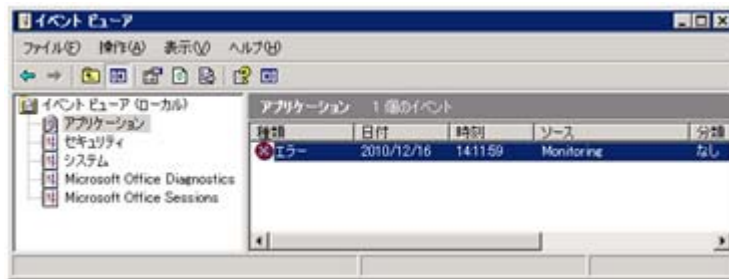 イベント ビューア
ファイル(F) 操作(A) 表示(V) ヘルプ(H)
イベント ビューア (ローカル)
アプリケーション
セキュリティ
システム
Microsoft Office Diagnostics
Microsoft Office Sessions
アプリケーション 1 個のイベント
種類 日付 時刻 ソース 分類
エラー 2010/12/16 14:11:59 Monitoring なし